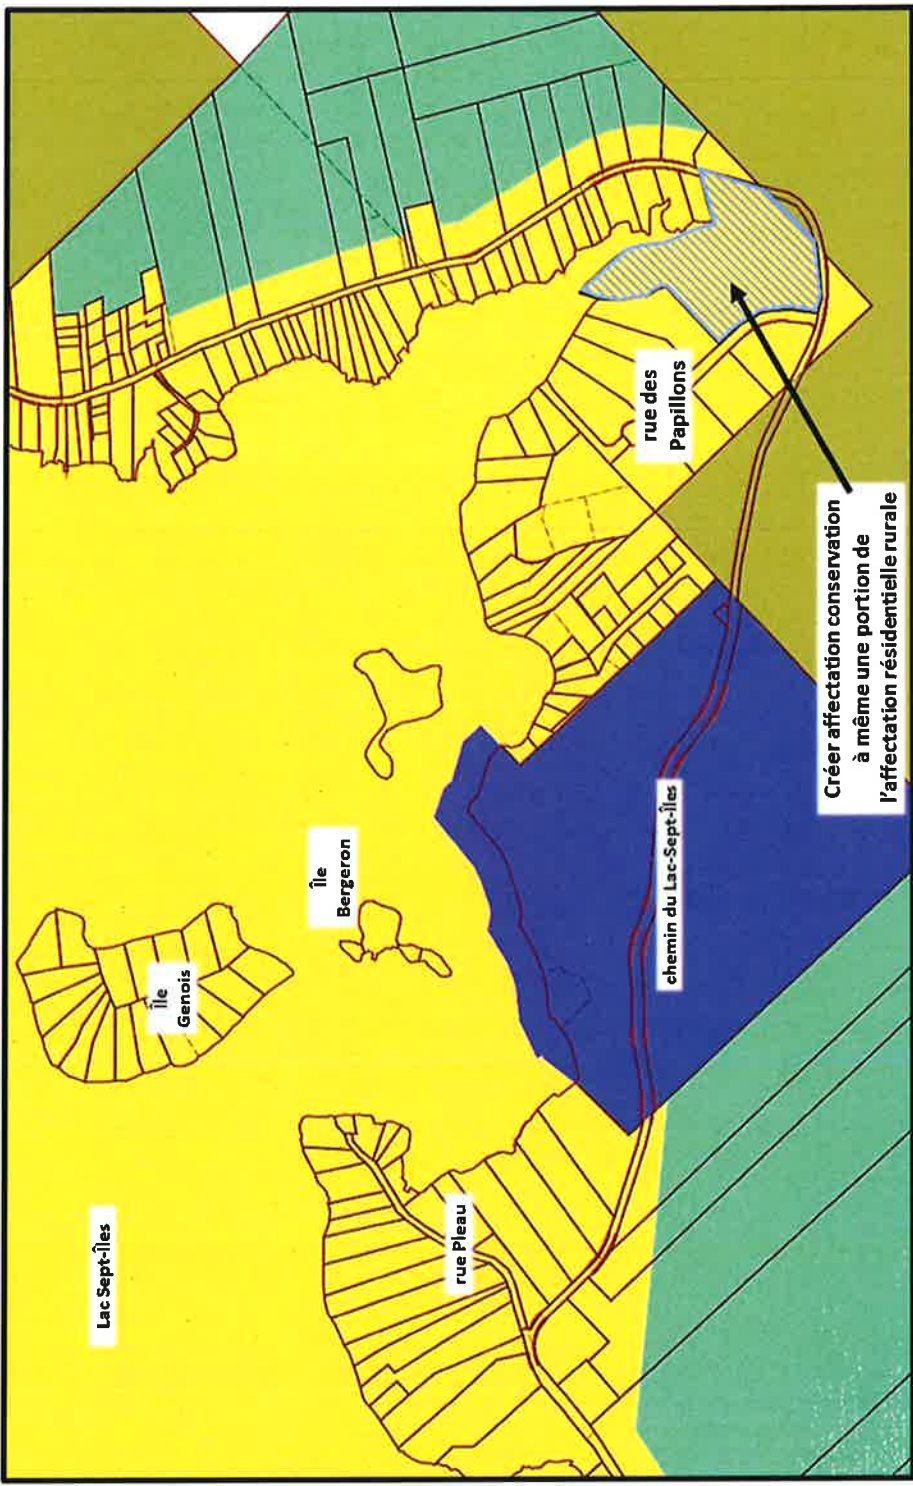 Lac Sept-Îles
île
Genois
île
Bergeron
rue Pleau
chemin du Lac-Sept-Îles
rue des
Papillons
Créer affectation conservation
à même une portion de
l'affectation résidentielle rurale